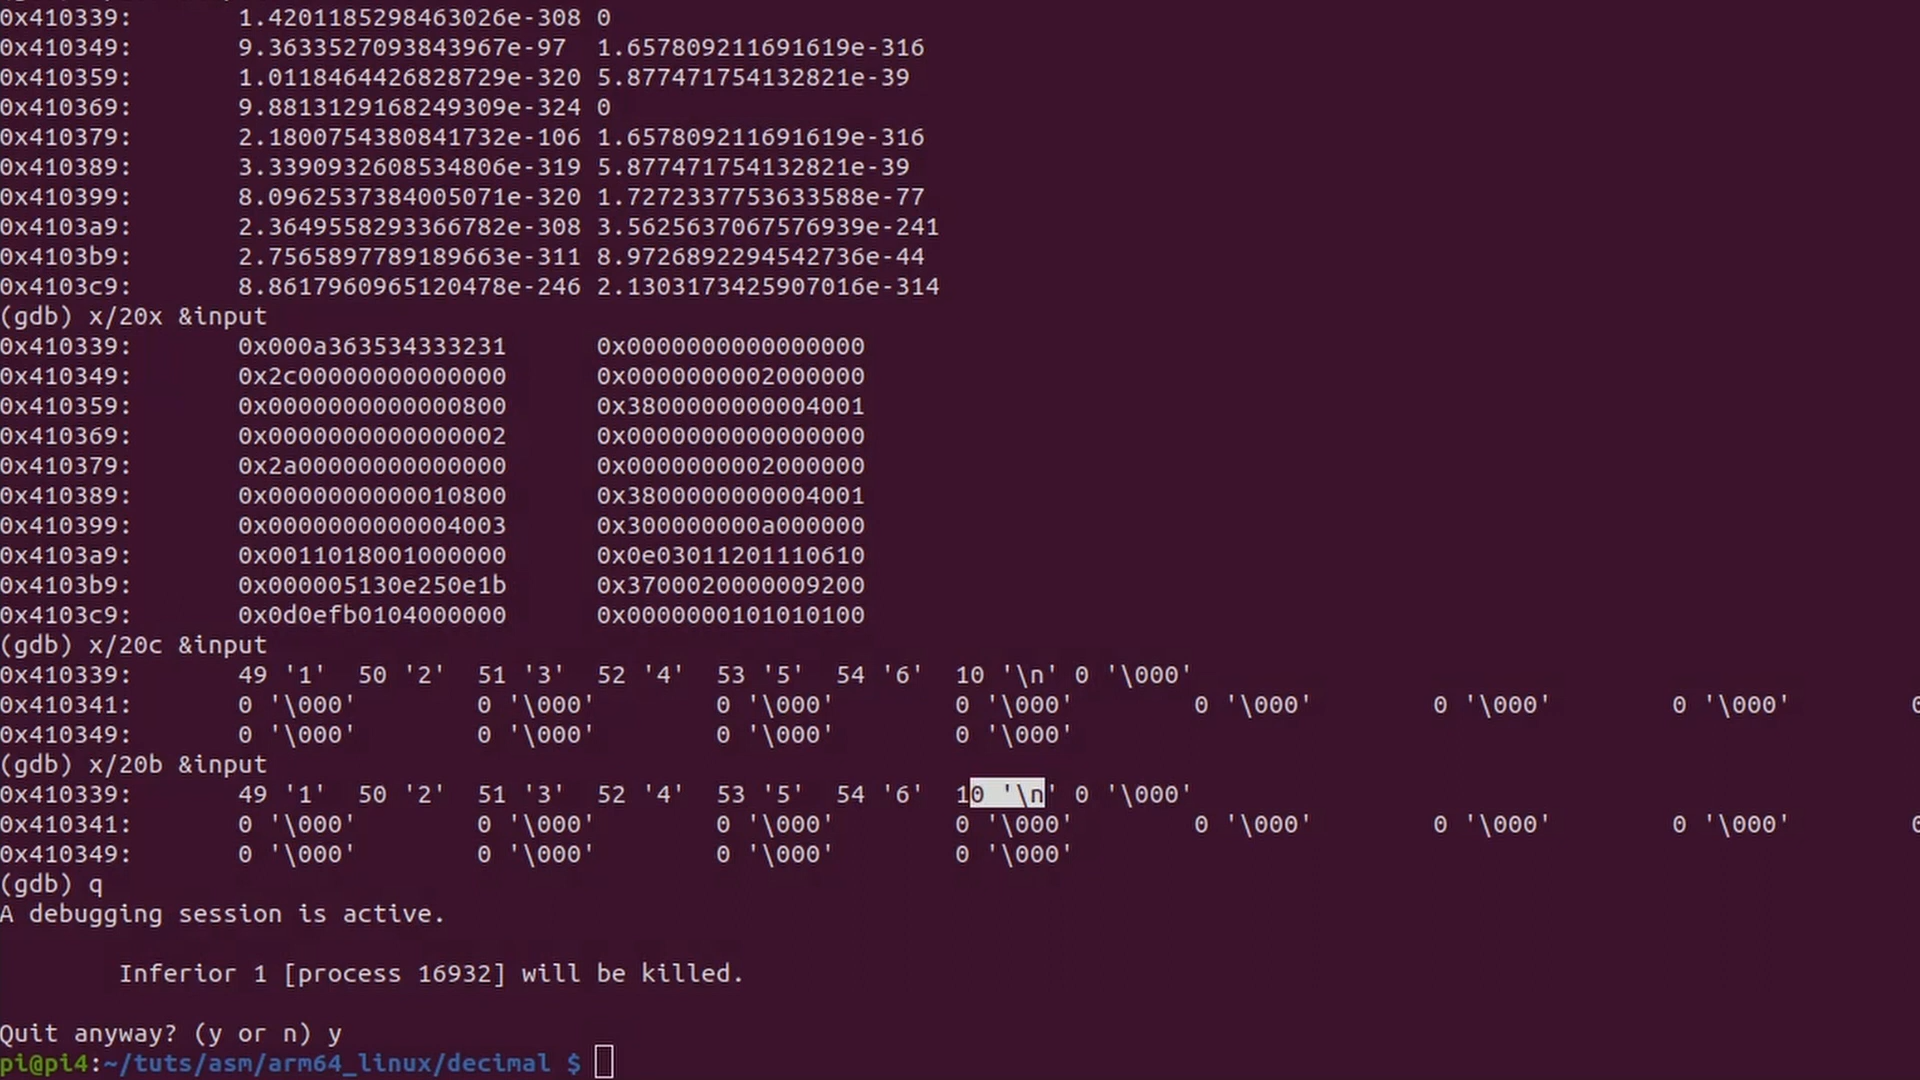 0x410339:       1.4201185298463026e-308 0
0x410349:       9.3633527093843967e-97  1.657809211691619e-316
0x410359:       1.0118464426828729e-320 5.877471754132821e-39
0x410369:       9.8813129168249309e-324 0
0x410379:       2.1800754380841732e-106 1.657809211691619e-316
0x410389:       3.3390932608534806e-319 5.877471754132821e-39
0x410399:       8.0962537384005071e-320 1.7272337753633588e-77
0x4103a9:       2.3649558293366782e-308 3.5625637067576939e-241
0x4103b9:       2.7565897789189663e-311 8.9726892294542736e-44
0x4103c9:       8.8617960965120478e-246 2.1303173425907016e-314
(gdb) x/20x &input
0x410339:       0x000a363534333231      0x0000000000000000
0x410349:       0x2c00000000000000      0x0000000002000000
0x410359:       0x0000000000000800      0x3800000000004001
0x410369:       0x0000000000000002      0x0000000000000000
0x410379:       0x2a00000000000000      0x0000000002000000
0x410389:       0x0000000000010800      0x3800000000004001
0x410399:       0x0000000000004003      0x300000000a000000
0x4103a9:       0x0011018001000000      0x0e03011201110610
0x4103b9:       0x000005130e250e1b      0x3700020000009200
0x4103c9:       0x0d0efb0104000000      0x0000000101010100
(gdb) x/20c &input
0x410339:       49 '1'  50 '2'  51 '3'  52 '4'  53 '5'  54 '6'  10 '\n' 0 '\000'
0x410341:       0 '\000'        0 '\000'        0 '\000'        0 '\000'        0 '\000'        0 '\000'        0 '\000'        0
0x410349:       0 '\000'        0 '\000'        0 '\000'        0 '\000'
(gdb) x/20b &input
0x410339:       49 '1'  50 '2'  51 '3'  52 '4'  53 '5'  54 '6'  10 '\n' 0 '\000'
0x410341:       0 '\000'        0 '\000'        0 '\000'        0 '\000'        0 '\000'        0 '\000'        0 '\000'        0
0x410349:       0 '\000'        0 '\000'        0 '\000'        0 '\000'
(gdb) q
A debugging session is active.
Inferior 1 [process 16932] will be killed.
Quit anyway? (y or n) y
pi@pi4:~/tuts/asm/arm64_linux/decimal $